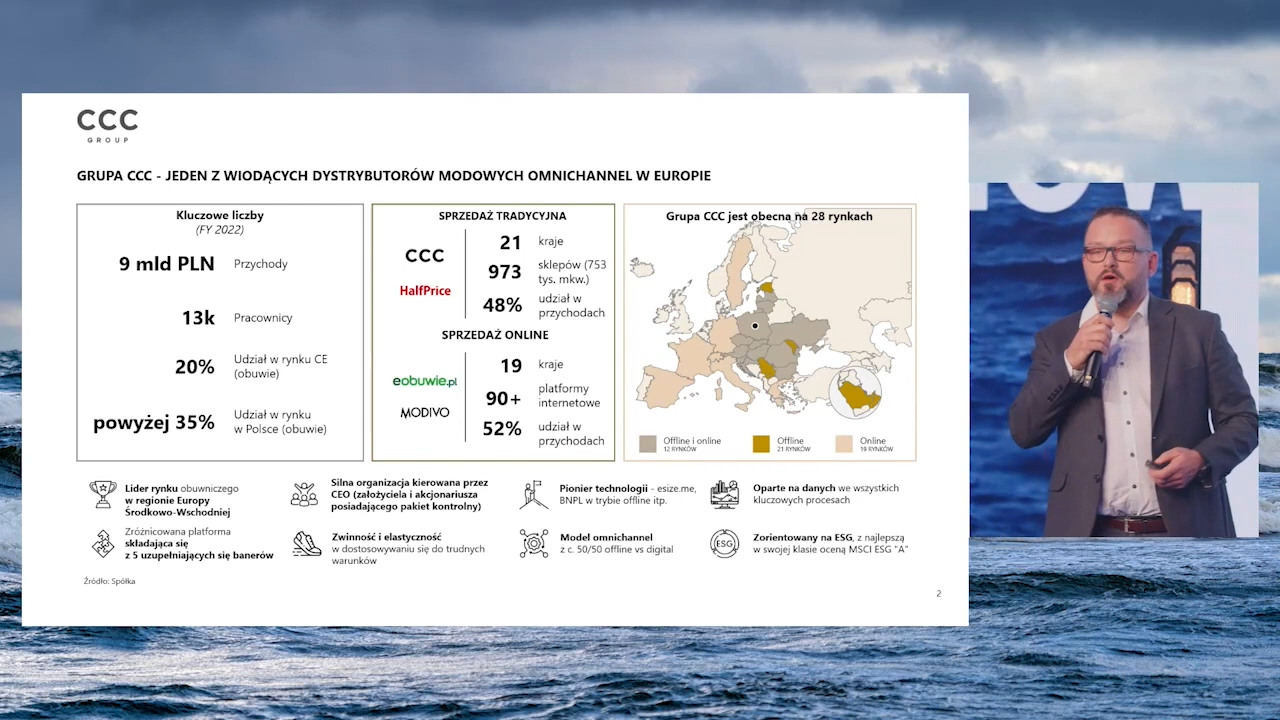 CCC
GROUP
GRUPA CCC - JEDEN Z WIODĄCYCH DYSTRYBUTORÓW MODOWYCH OMNICHANNEL W EUROPIE
Kluczowe liczby
(FY 2022)
9 mld PLN Przychody
13k Pracownicy
20% Udział w rynku CE
(obuwie)
powyżej 35% Udział w rynku
w Polsce (obuwie)
SPRZEDAŻ TRADYCYJNA
CCC
HalfPrice
21 kraje
973 sklepów (753
tys. mkw.)
48% udział w
przychodach
SPRZEDAŻ ONLINE
eobuwie.pl
MODIVO
19 kraje
90+ platformy
internetowe
52% udział w
przychodach
Grupa CCC jest obecna na 28 rynkach
Offline i online
12 RYNKÓW
Offline
21 RYNKÓW
Online
19 RYNKÓW
Lider rynku obuwniczego
w regionie Europy
Środkowo-Wschodniej
Silna organizacja kierowana przez
CEO (założyciela i akcjonariusza
posiadającego pakiet kontrolny)
Pionier technologii - esize.me,
BNPL w trybie offline itp.
Oparte na danych we wszystkich
kluczowych procesach
Zróżnicowana platforma
składająca się
z 5 uzupełniających się banerów
Zwinność i elastyczność
w dostosowywaniu się do trudnych
warunków
Model omnichannel
z c. 50/50 offline vs digital
ESG
Zorientowany na ESG, z najlepszą
w swojej klasie oceną MSCI ESG "A"
Źródło: Spółka
2